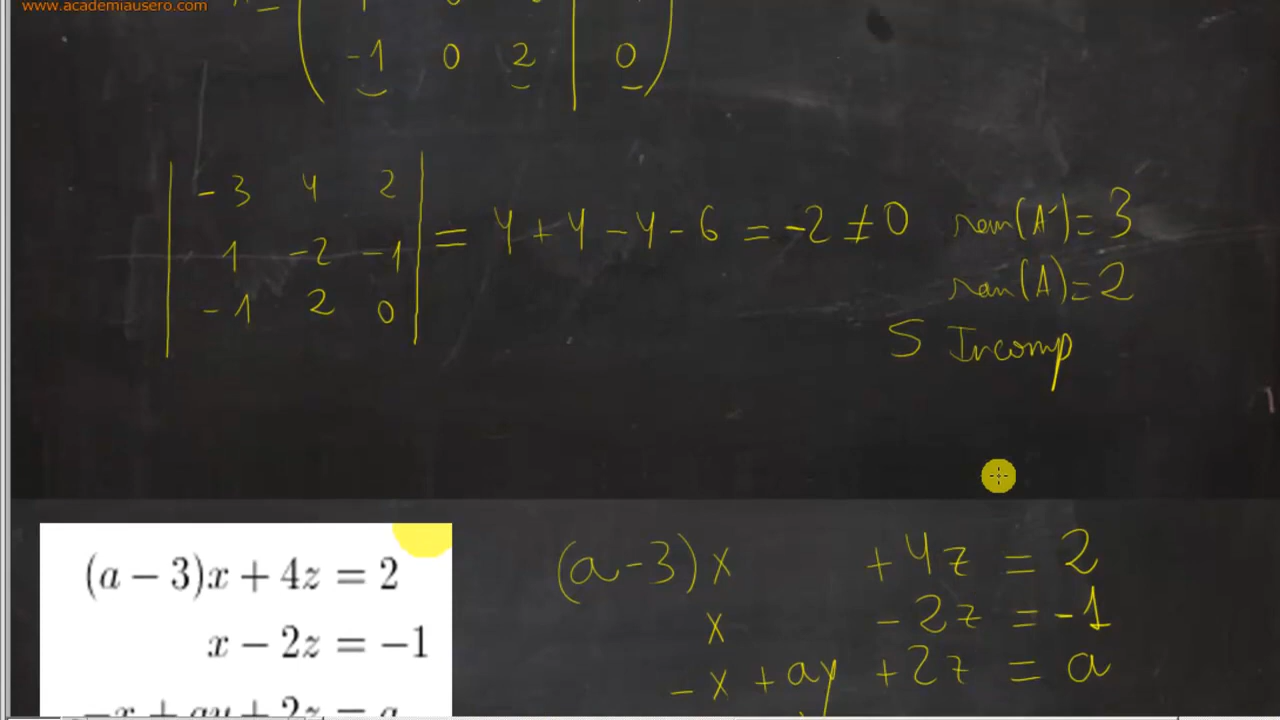 www.academiausero.com
-1 0 2 | 0
| -3 4 2 |
| 1 -2 -1 | = 4 + 4 - 4 - 6 = -2 ≠ 0 ran(A') = 3
| -1 2 0 | ran(A) = 2
S Incomp
(a − 3)x + 4z = 2
x − 2z = −1
−x + ay + 2z = a
(a-3)x +4z = 2
x - 2z = -1
-x + ay +2z = a